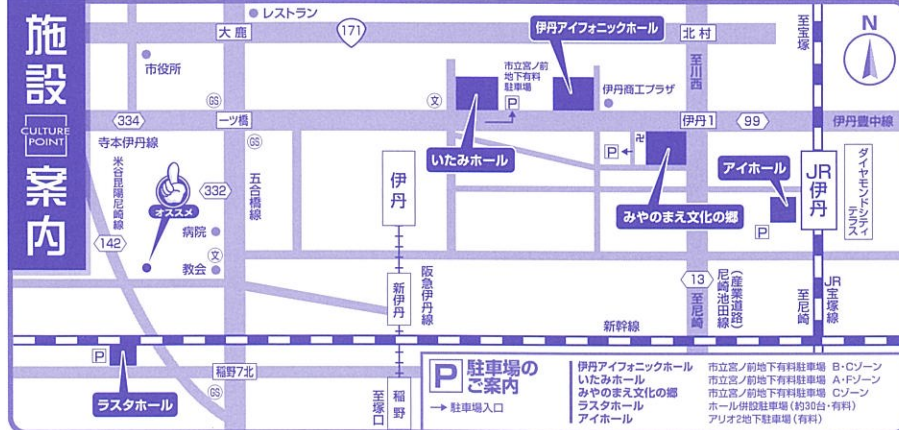 施設
CULTURE
POINT
案内
レストラン
大鹿
171
伊丹アイフォニックホール
北村
至宝塚
N
市役所
市立宮ノ前
地下有料
駐車場
P
伊丹商工プラザ
至川西
GS
文
334
一ツ橋
伊丹1
99
伊丹豊中線
寺本伊丹線
GS
いたみホール
P
卍
アイホール
米谷昆陽尼崎線
332
オススメ
五合橋線
伊丹
みやのまえ文化の郷
JR伊丹
ダイヤモンドシティ
テラス
142
病院
文
教会
P
新伊丹
阪急伊丹線
13
至尼崎
尼崎池田線
(産業道路)
至尼崎
JR宝塚線
新幹線
P
稲野7北
ラスタホール
GS
至塚口
稲野
P 駐車場の
ご案内
→ 駐車場入口
伊丹アイフォニックホール 市立宮ノ前地下有料駐車場 B・Cゾーン
いたみホール 市立宮ノ前地下有料駐車場 A・Fゾーン
みやのまえ文化の郷 市立宮ノ前地下有料駐車場 Cゾーン
ラスタホール ホール併設駐車場(約30台・有料)
アイホール アリオ2地下駐車場(有料)